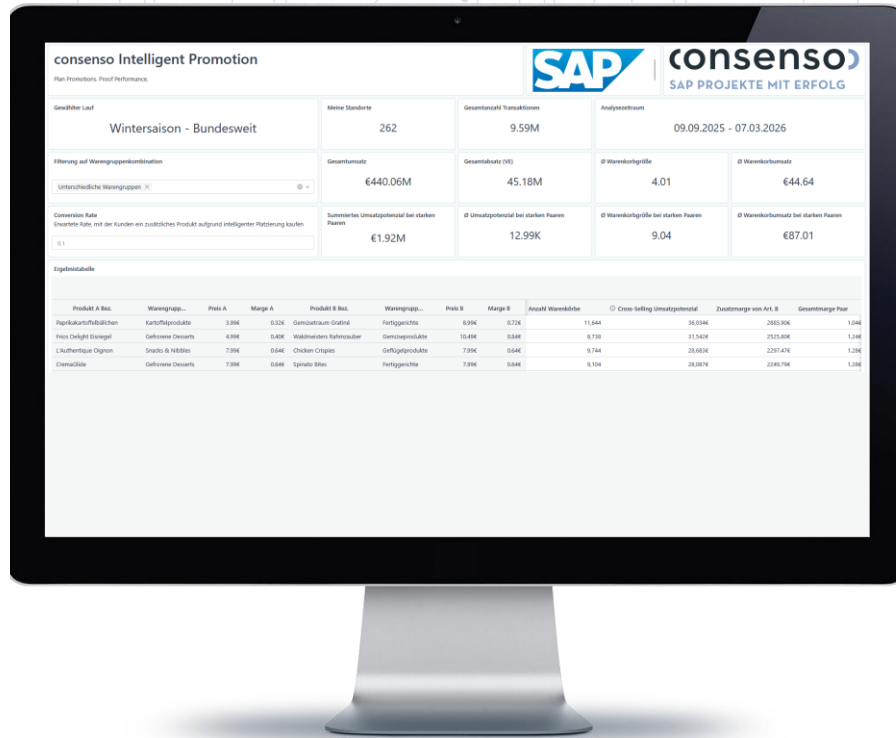 consenso Intelligent Promotion
Plan Promotions. Proof Performance.
SAP
consenso
SAP PROJEKTE MIT ERFOLG
Gewählter Lauf
Wintersaison - Bundesweit
Meine Standorte
262
Gesamtanzahl Transaktionen
9.59M
Analysezeitraum
09.09.2025 - 07.03.2026
Filterung auf Warengruppenkombination
Unterschiedliche Warengruppen ×
Gesamtumsatz
€440.06M
Gesamtabsatz (VE)
45.18M
Ø Warenkorbgröße
4.01
Ø Warenkorbumsatz
€44.64
Conversion Rate
Erwartete Rate, mit der Kunden ein zusätzliches Produkt aufgrund intelligenter Platzierung kaufen
0,1
Summiertes Umsatzpotenzial bei starken
Paaren
€1.92M
Ø Umsatzpotenzial bei starken Paaren
12.99K
Ø Warenkorbgröße bei starken Paaren
9.04
Ø Warenkorbumsatz bei starken Paaren
€87.01
Ergebnistabelle
Produkt A Bez. Warengrupp... Preis A Marge A Produkt B Bez. Warengrupp... Preis B Marge B Anzahl Warenkörbe Cross-Selling Umsatzpotenzial Zusatzmarge von Art. B Gesamtmarge Paar
Paprikakartoffelbällchen Kartoffelprodukte 3.99€ 0.32€ Gemüsetraum Gratiné Fertiggerichte 8.99€ 0.72€ 11,644 36,034€ 2885.90€ 1.04€
Frios Delight Eisriegel Gefrorene Desserts 4.99€ 0.40€ Waldmeisters Rahmzauber Gemüseprodukte 10.49€ 0.84€ 8,738 31,542€ 2525.80€ 1.24€
L'Authentique Oignon Snacks & Nibbles 7.99€ 0.64€ Chicken Crispies Geflügelprodukte 7.99€ 0.64€ 9,744 28,683€ 2297.47€ 1.28€
CremaGlide Gefrorene Desserts 7.99€ 0.64€ Spinato Bites Fertiggerichte 7.99€ 0.64€ 9,104 28,087€ 2249.79€ 1.28€